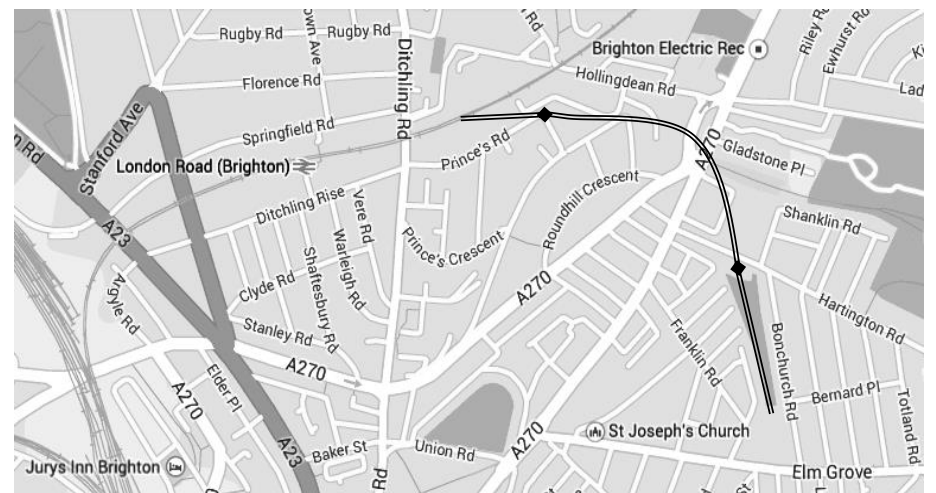 Rugby Rd
Rugby Rd
Brighton Electric Rec
Riley R
Ewhurst Rd
Florence Rd
Ditchling Rd
Hollingdean Rd
Lad
Stanford Ave
Springfield Rd
own Ave
n Rd
Prince's Rd
A270
Gladstone Pl
London Road (Brighton)
Ditchling Rise
Vere Rd
Roundhill Crescent
Shanklin Rd
A23
Prince's Crescent
Warleigh Rd
Shaftesbury Rd
Clyde Rd
Argyle Rd
A270
Hartington Rd
Stanley Rd
Franklin Rd
Bonchurch Rd
A270
Elder Pl
A270
Bernard Pl
Totland Rd
A23
Baker St
Union Rd
A270
St Joseph's Church
Jurys Inn Brighton
Rd
Elm Grove